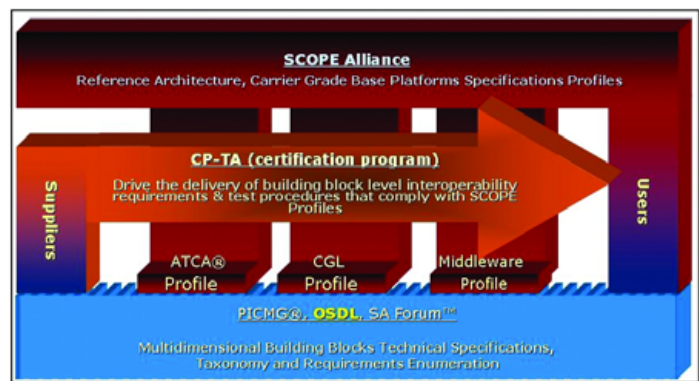 SCOPE Alliance
Reference Architecture, Carrier Grade Base Platforms Specifications Profiles
CP-TA (certification program)
Drive the delivery of building block level interoperability
requirements & test procedures that comply with SCOPE
Profiles
Suppliers
Users
ATCA®
Profile
CGL
Profile
Middleware
Profile
PICMG®, OSDL, SA Forum™
Multidimensional Building Blocks Technical Specifications,
Taxonomy and Requirements Enumeration